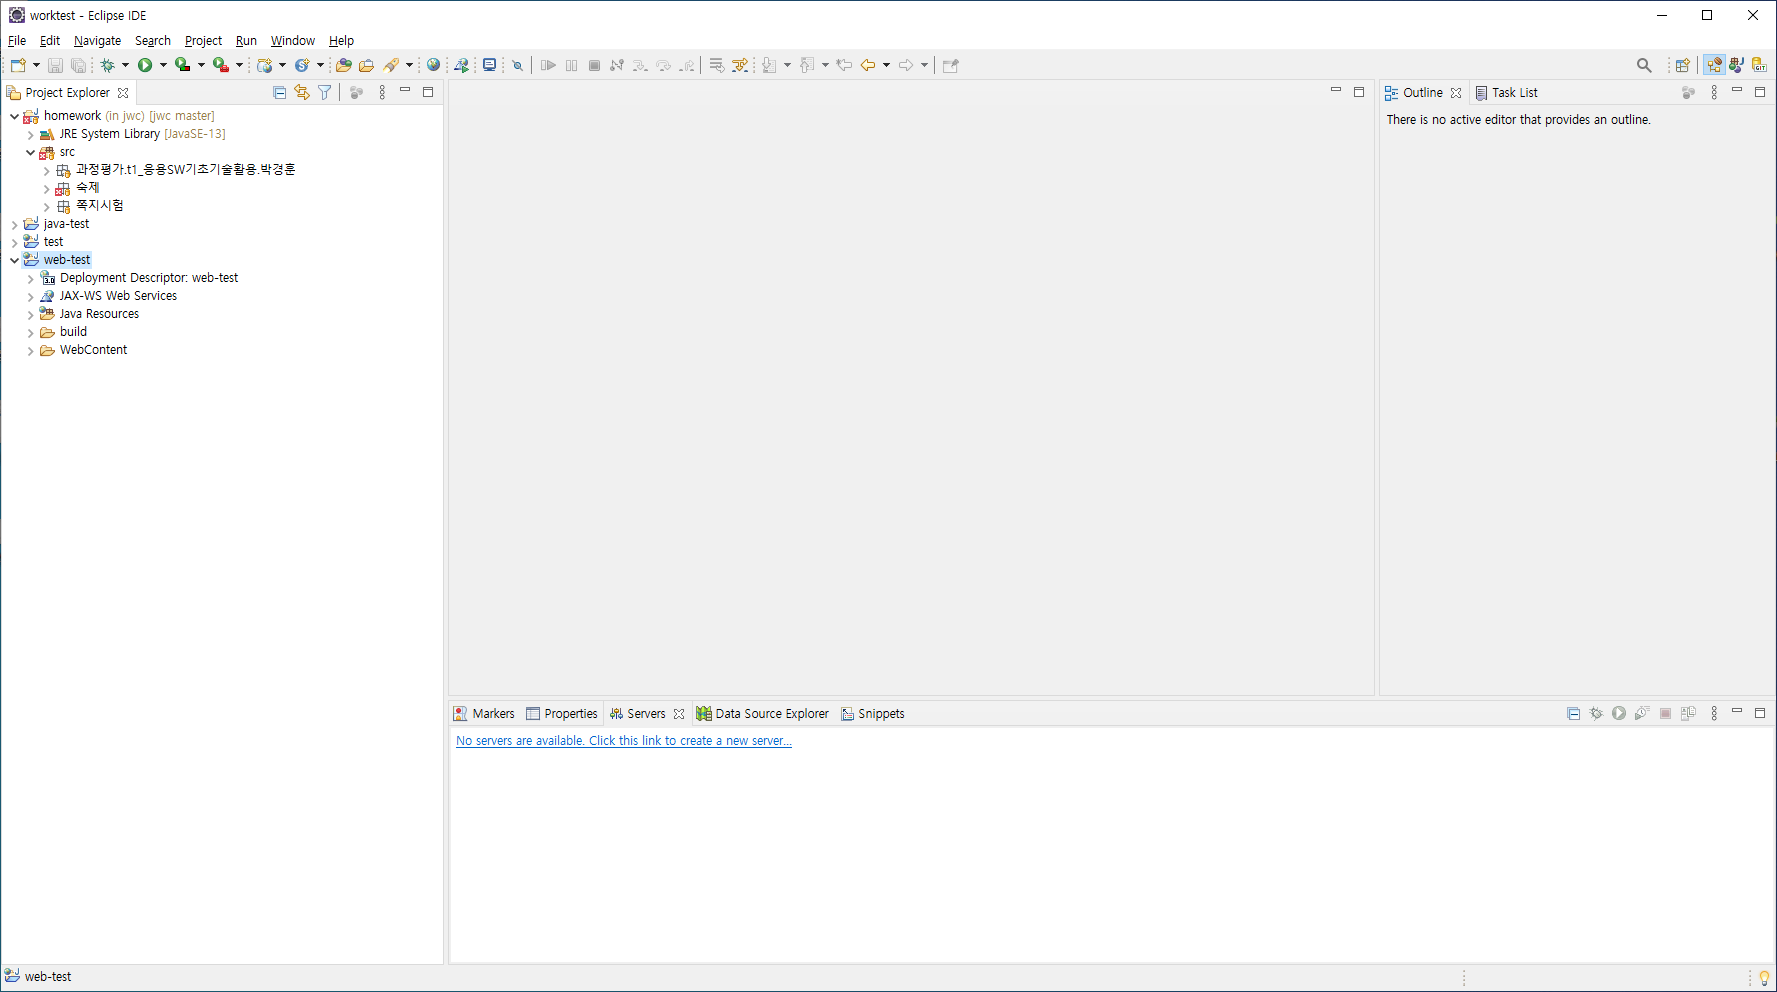 worktest - Eclipse IDE
File Edit Navigate Search Project Run Window Help
Project Explorer
homework (in jwc) [jwc master]
JRE System Library [JavaSE-13]
src
과정평가.t1_응용SW기초기술활용.박경훈
숙제
쪽지시험
java-test
test
web-test
Deployment Descriptor: web-test
3.0
JAX-WS Web Services
Java Resources
build
WebContent
Outline
Task List
There is no active editor that provides an outline.
GIT
Markers
Properties
Servers
Data Source Explorer
Snippets
No servers are available. Click this link to create a new server...
web-test